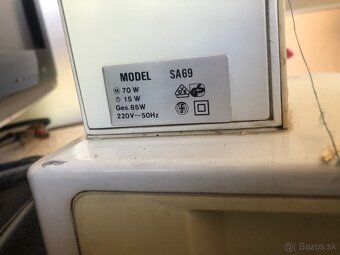 MODEL SA69
M 70 W
15 W
Ges. 85W
220V~50Hz
© Bazos.sk